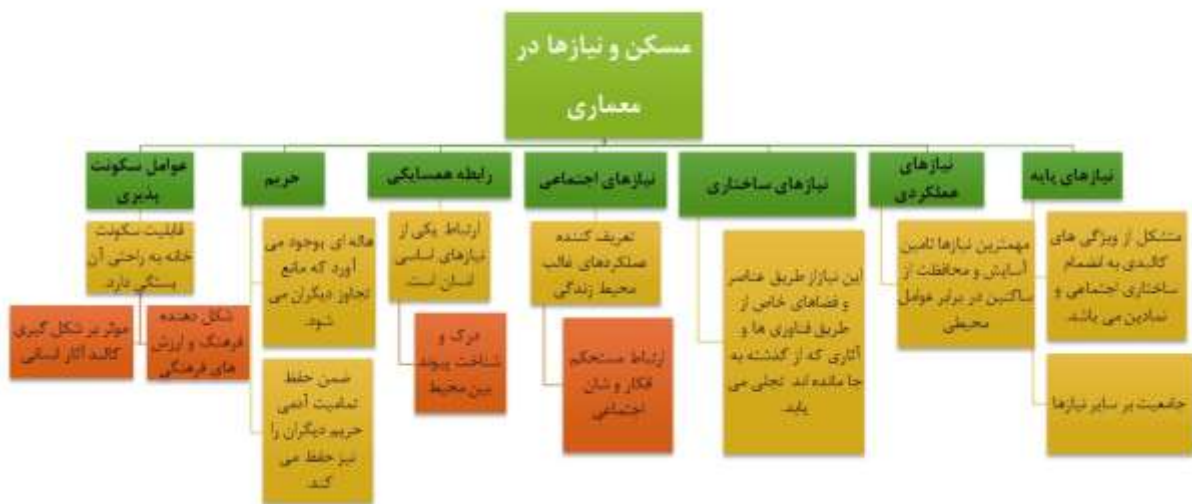 مسکن و نیازها در
معماری
نیازهای پایه
متشکل از ویژگی های
کالبدی به انضمام
ساختاری اجتماعی و
نمادین می باشد.
جامعیت بر سایر نیازها
نیازهای
عملکردی
مهمترین نیازها تامین
آسایش و محافظت از
ساکنین در برابر عوامل
محیطی
نیازهای ساختاری
این نیازاز طریق عناصر
و فضاهای خاص از
طریق فناوری ها و
آثاری که از گذشته به
جا مانده اند تجلی می
یابد.
نیازهای اجتماعی
تعریف کننده
عملکردهای غالب
محیط زندگی
ارتباط مستحکم
افکار و شان
اجتماعی
رابطه همسایگی
ارتباط یکی از
نیازهای اساسی
انسان است.
درک و
شناخت پیوند
بین محیط
حریم
هاله ای بوجود می
آورد که مانع
تجاوز دیگران می
شود.
ضمن حفظ
تمامیت آدمی
حریم دیگران را
نیز حفظ می
کند.
عوامل سکونت
پذیری
قابلیت سکونت
خانه به راحتی آن
بستگی دارد.
شکل دهنده
فرهنگ و ارزش
های فرهنگی
موثر بر شکل گیری
کالبد آثار انسانی